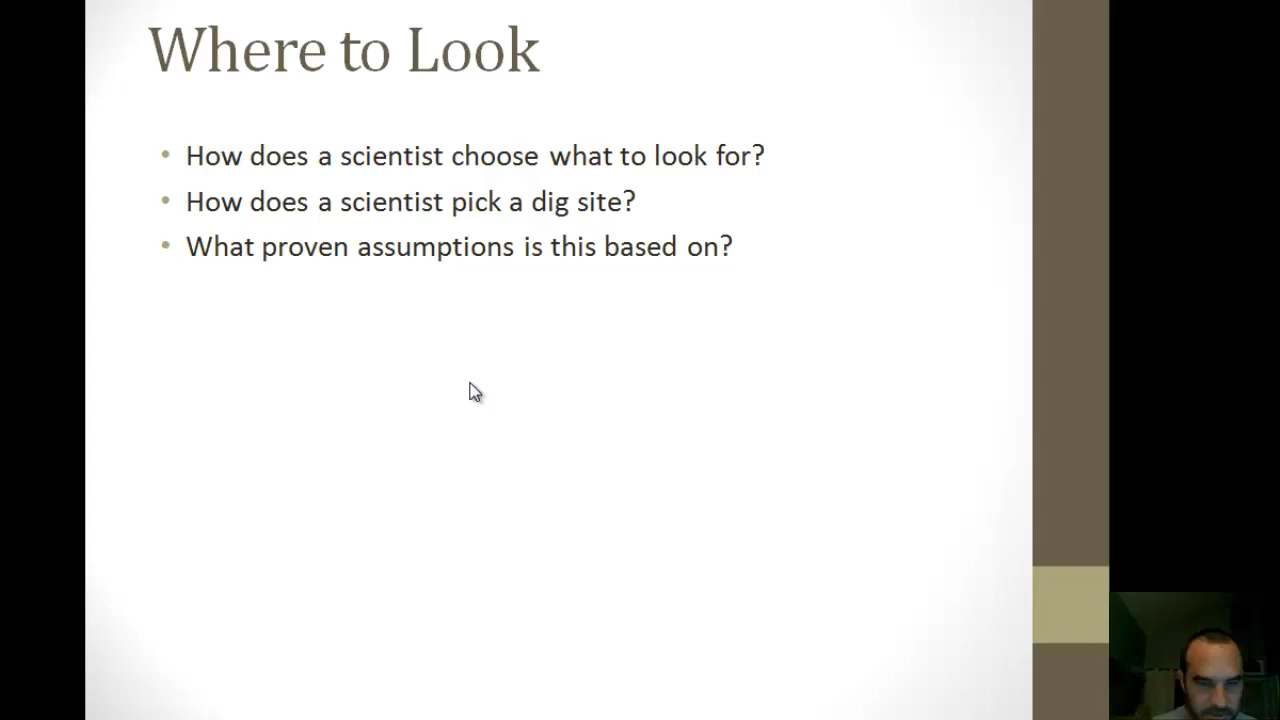 Where to Look
• How does a scientist choose what to look for?
• How does a scientist pick a dig site?
• What proven assumptions is this based on?